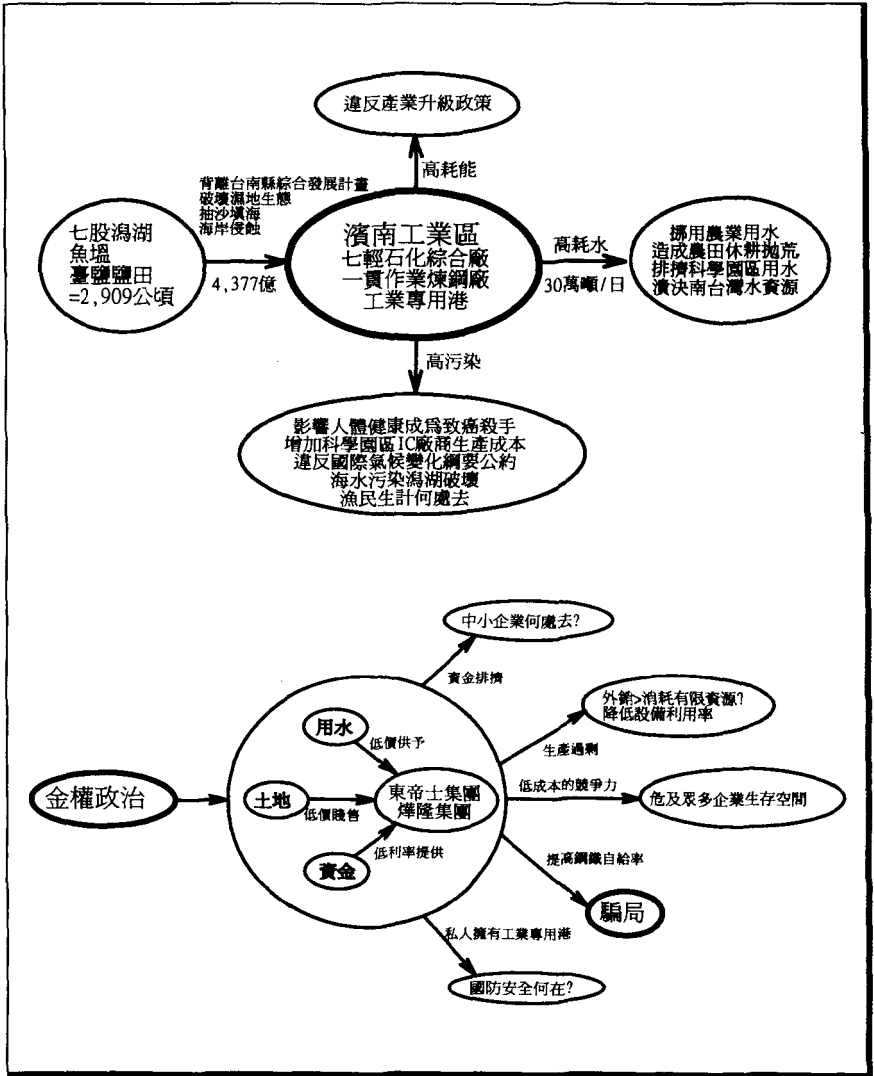 違反產業升級政策
高耗能
背離台南縣綜合發展計畫
破壞濕地生態
抽沙填海
海岸侵蝕
七股潟湖
魚塭
臺鹽鹽田
=2,909公頃
4,377億
濱南工業區
七輕石化綜合廠
一貫作業煉鋼廠
工業專用港
高耗水
30萬噸/日
挪用農業用水
造成農田休耕拋荒
排擠科學園區用水
潰決南台灣水資源
高污染
影響人體健康成爲致癌殺手
增加科學園區IC廠商生產成本
違反國際氣候變化綱要公約
海水污染潟湖破壞
漁民生計何處去
中小企業何處去?
資金排擠
外銷>消耗有限資源?
降低設備利用率
用水
低價供予
生產過剩
金權政治
土地
低價賤售
東帝士集團
燁隆集團
低成本的競爭力
危及眾多企業生存空間
資金
低利率提供
提高鋼鐵自給率
騙局
私人擁有工業專用港
國防安全何在?